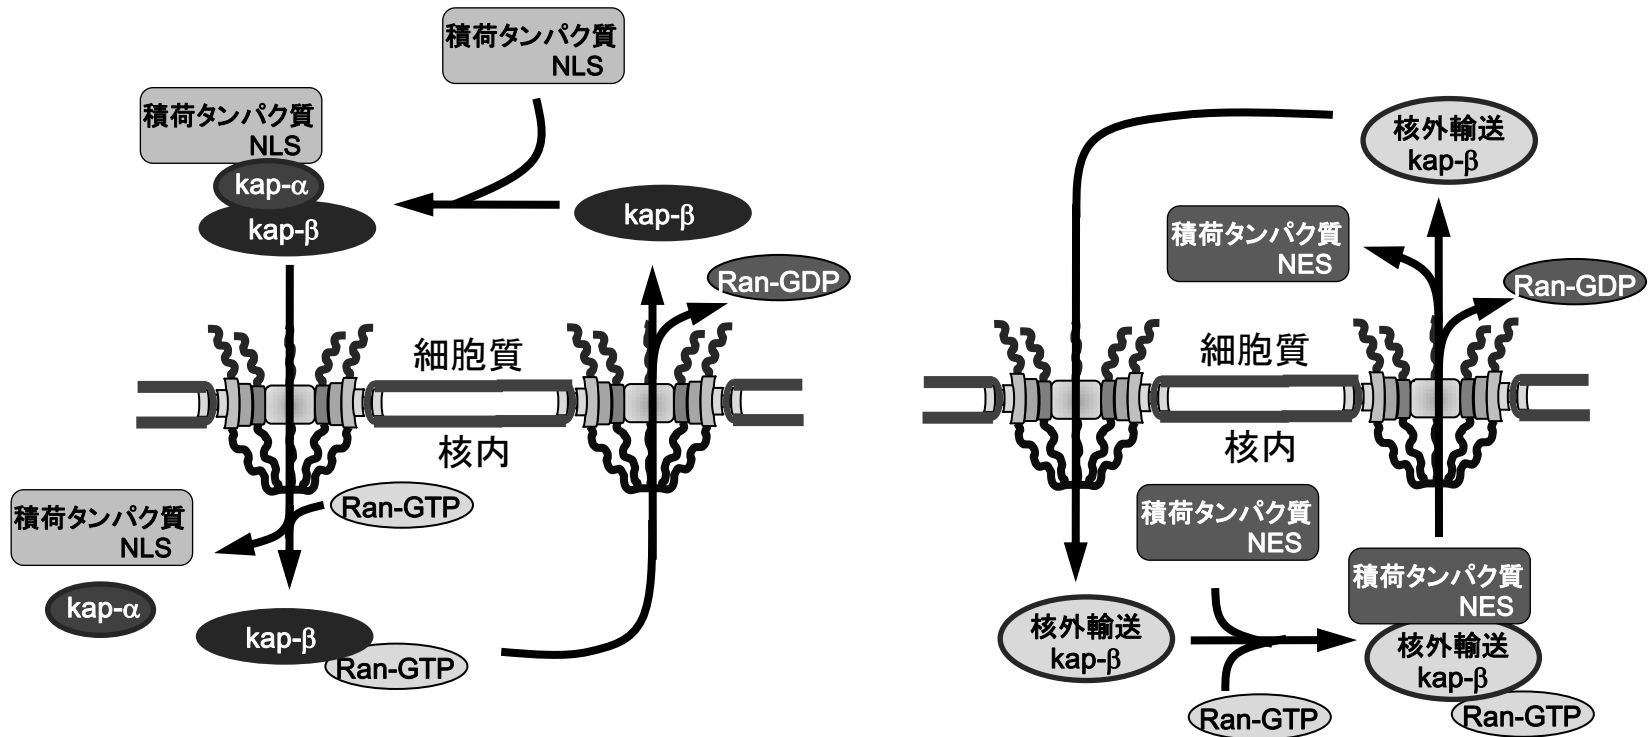 積荷タンパク質
NLS
積荷タンパク質
NLS
kap-α
kap-β
kap-β
Ran-GDP
細胞質
核内
Ran-GTP
積荷タンパク質
NLS
kap-α
kap-β
Ran-GTP
核外輸送
kap-β
積荷タンパク質
NES
Ran-GDP
細胞質
核内
積荷タンパク質
NES
核外輸送
kap-β
Ran-GTP
積荷タンパク質
NES
核外輸送
kap-β
Ran-GTP